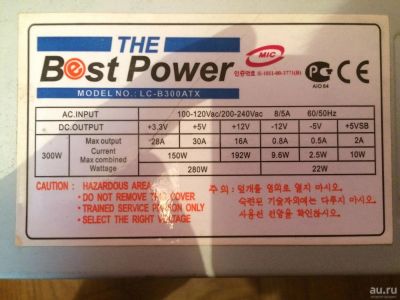 THE
Best Power
MIC
MODEL NO.: LC-B300ATX
AЮ64
AC.INPUT 100-120Vac/200-240Vac 8/5A 60/50Hz
DC.OUTPUT +3.3V +5V +12V -12V -5V +5VSB
300W Max output Current 28A 30A 16A 0.8A 0.5A 2A
Max combined Wattage 150W 192W 9.6W 2.5W 10W
280W 22W
CAUTION : HAZARDOUS AREA
• DO NOT REMOVE THIS COVER
• TRAINED SERVICE PERSON ONLY
• SELECT THE RIGHT VOLTAGE
주 의 : 덮개를 임의로 열지 마시오.
숙련된 기술자외에는 다루지 마시오.
사용전 전압을 확인하십시오.
au.ru